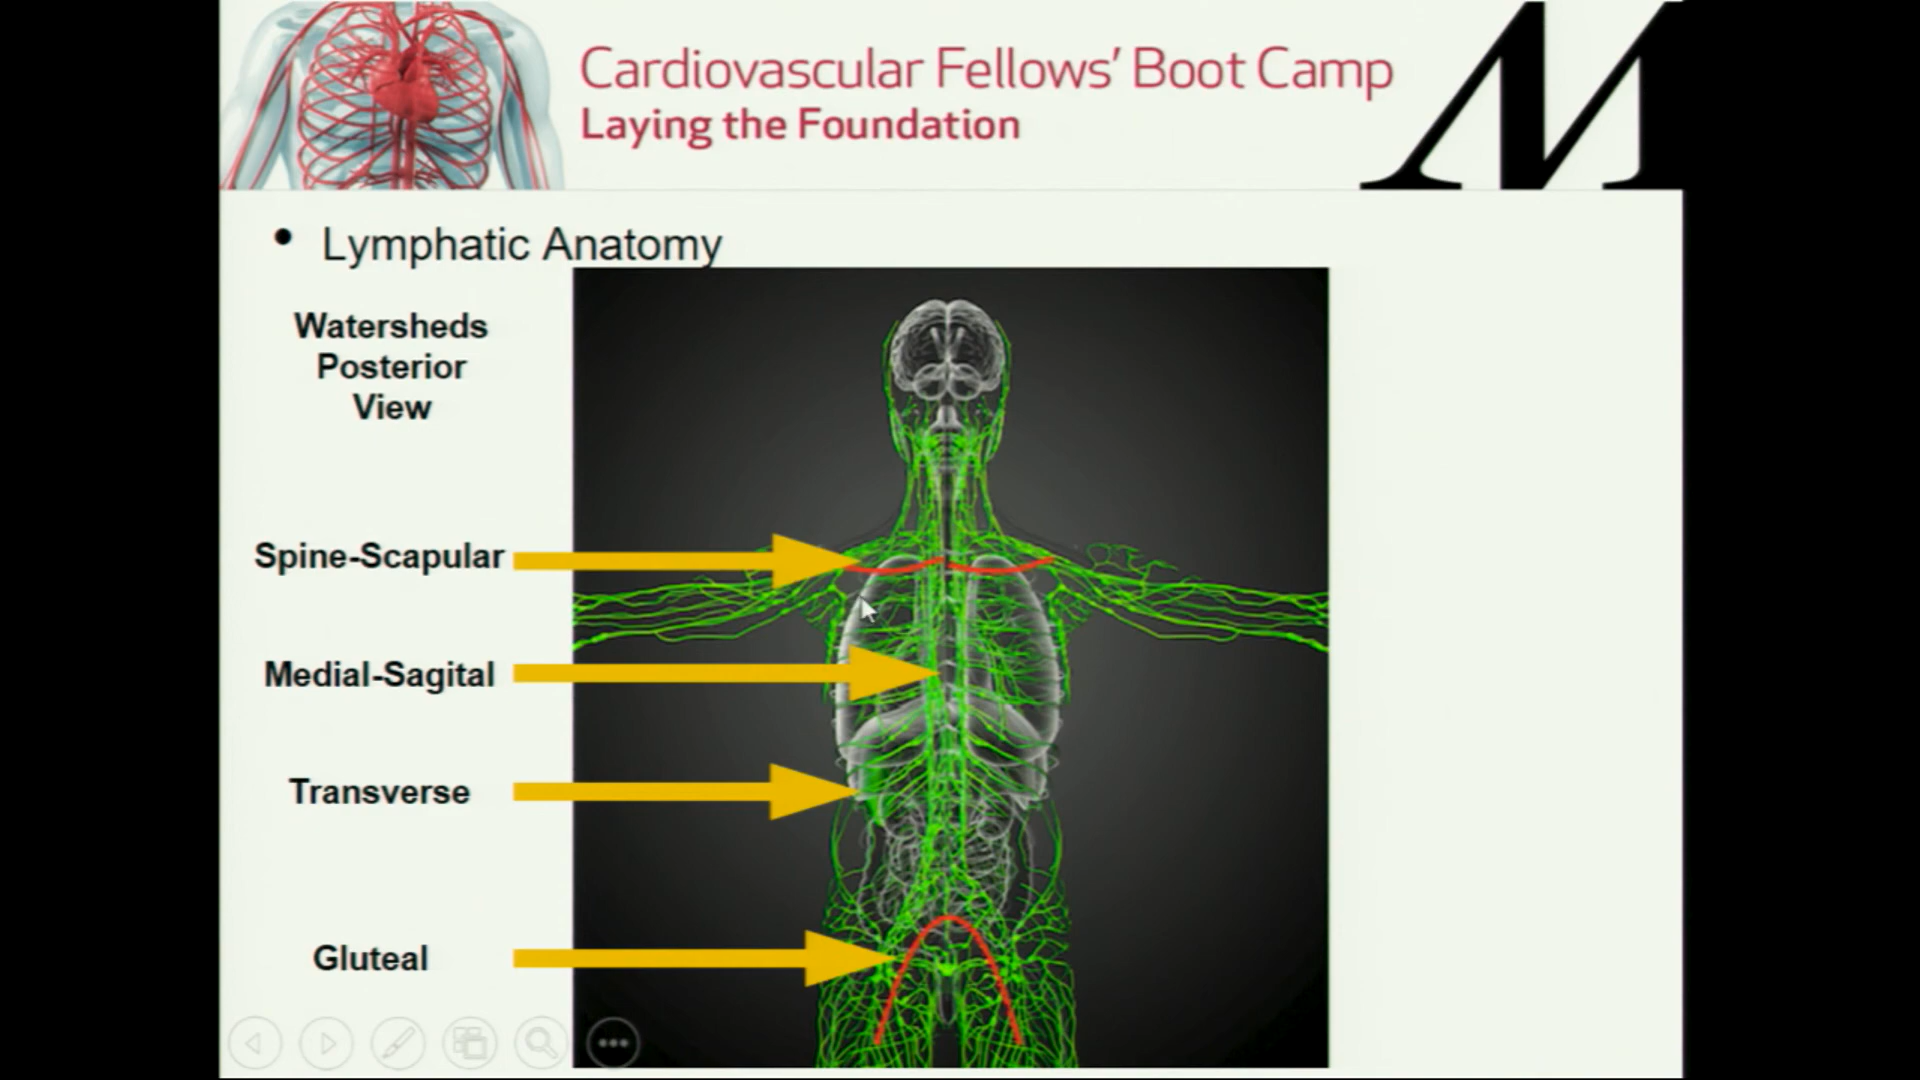 Cardiovascular Fellows' Boot Camp
Laying the Foundation
M
• Lymphatic Anatomy
Watersheds
Posterior
View
Spine-Scapular
Medial-Sagital
Transverse
Gluteal